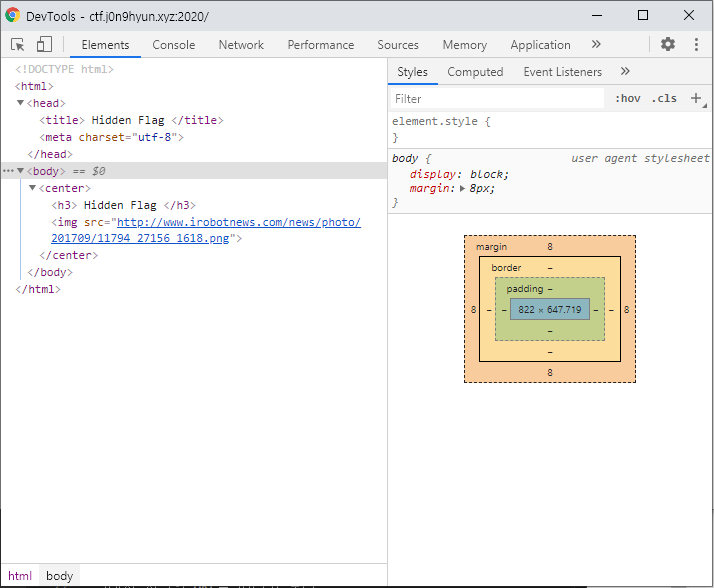 DevTools - ctf.j0n9hyun.xyz:2020/
Elements Console Network Performance Sources Memory Application »
<!DOCTYPE html>
<html>
<head>
<title> Hidden Flag </title>
<meta charset="utf-8">
</head>
<body> == $0
<center>
<h3> Hidden Flag </h3>
<img src="http://www.irobotnews.com/news/photo/
201709/11794_27156_1618.png">
</center>
</body>
</html>
html body
Styles Computed Event Listeners »
Filter :hov .cls +
element.style {
}
body { user agent stylesheet
display: block;
margin: 8px;
}
margin 8
border –
padding –
8 – – 822 × 647.719 – – 8
–
–
8